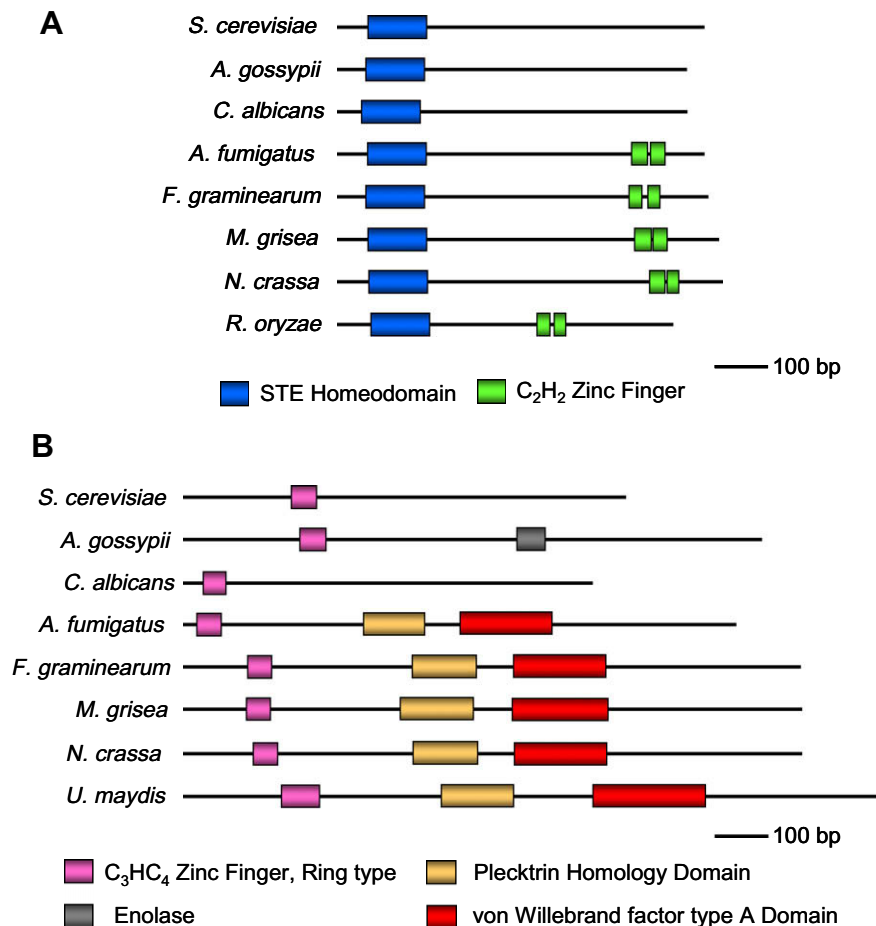 A
S. cerevisiae
A. gossypii
C. albicans
A. fumigatus
F. graminearum
M. grisea
N. crassa
R. oryzae
100 bp
STE Homeodomain
C₂H₂ Zinc Finger
B
S. cerevisiae
A. gossypii
C. albicans
A. fumigatus
F. graminearum
M. grisea
N. crassa
U. maydis
100 bp
C₃HC₄ Zinc Finger, Ring type
Plecktrin Homology Domain
Enolase
von Willebrand factor type A Domain